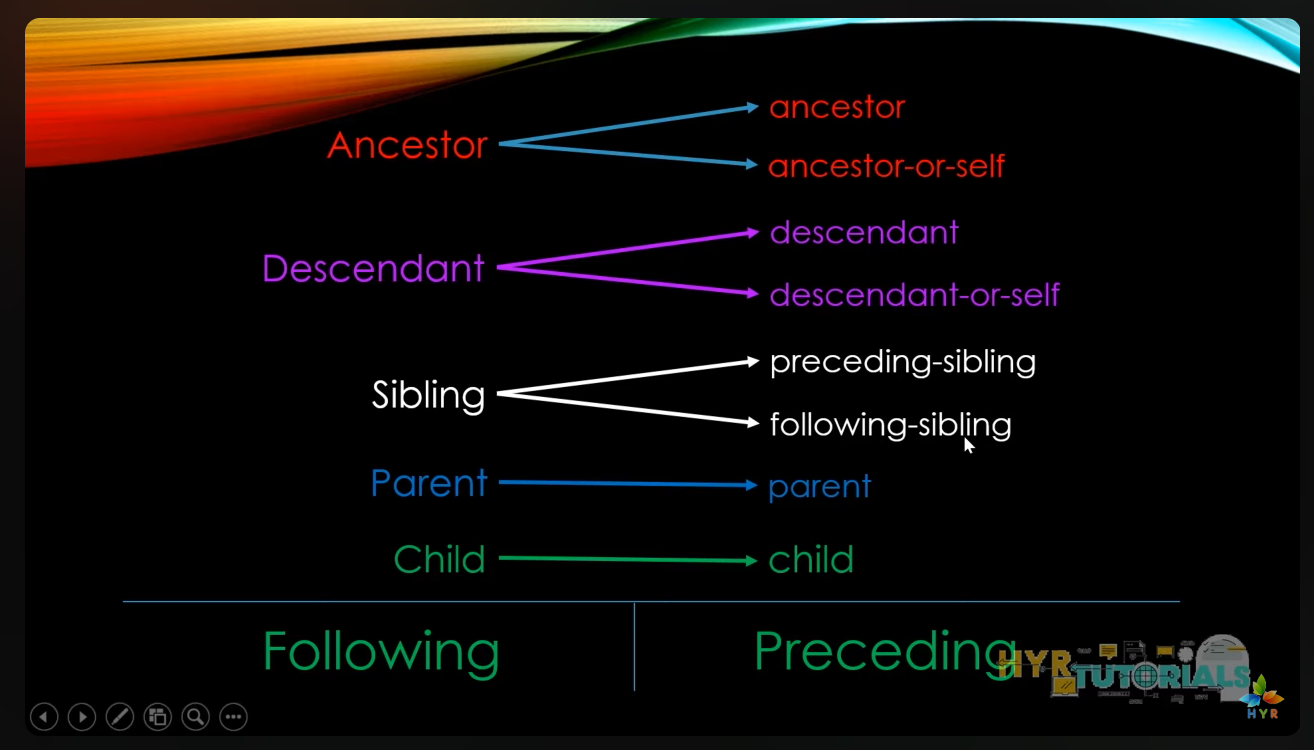 Ancestor
ancestor
ancestor-or-self
Descendant
descendant
descendant-or-self
Sibling
preceding-sibling
following-sibling
Parent
parent
Child
child
Following
Preceding
HYR
TUTORIALS
HYR